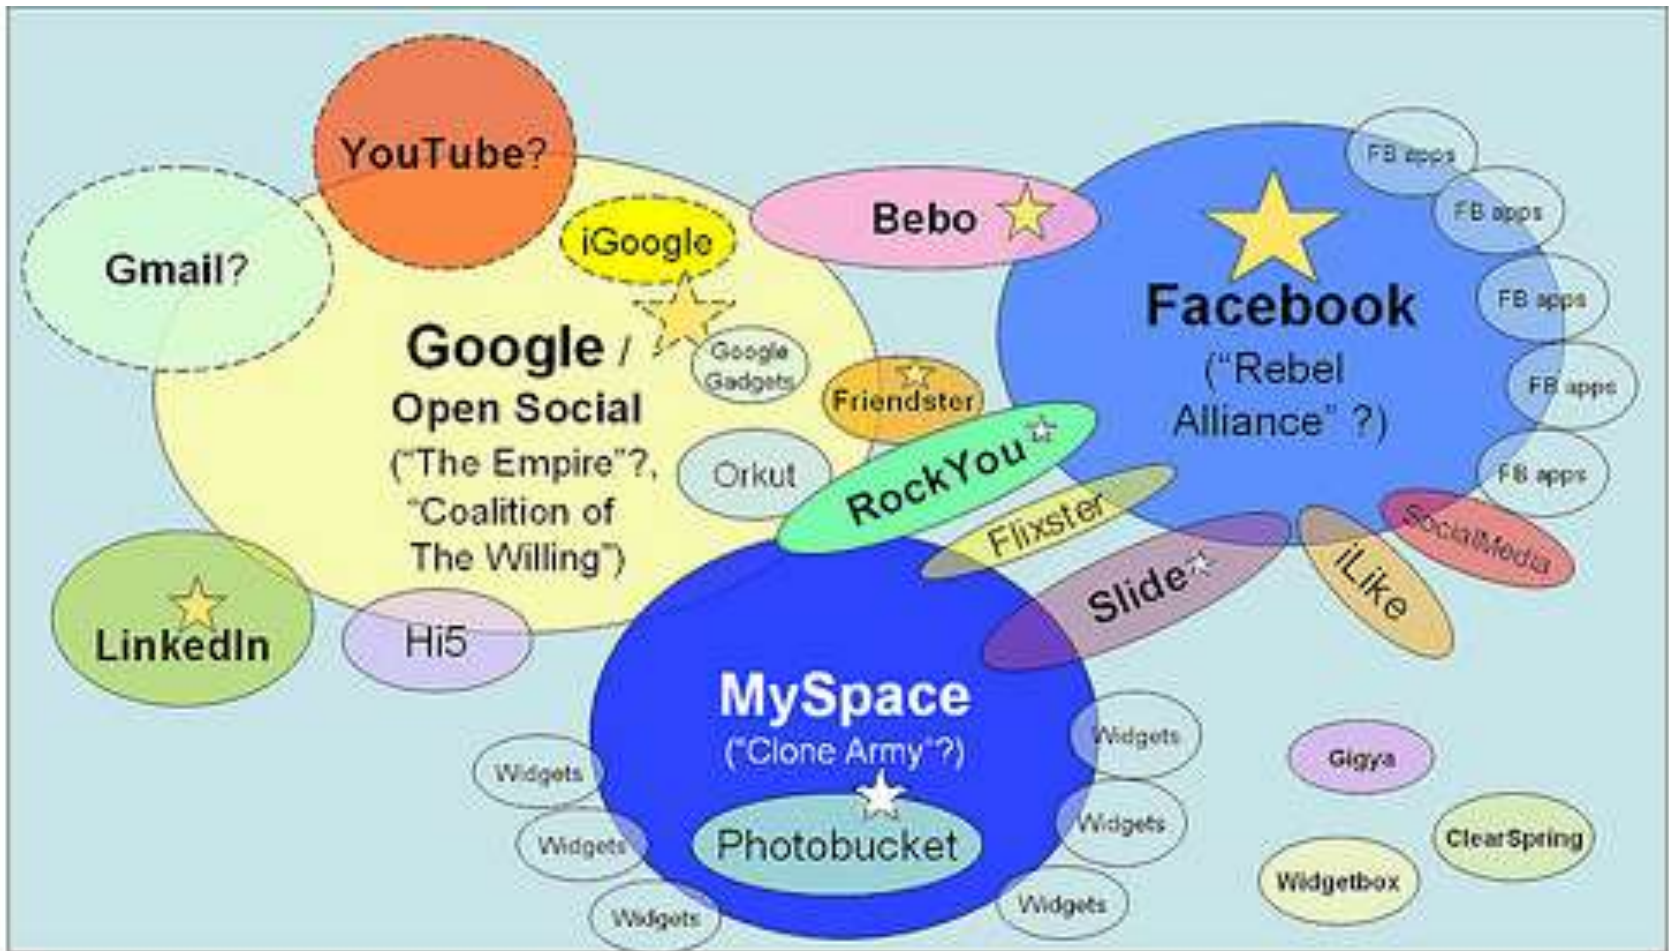 YouTube?
Gmail?
iGoogle
Google /
Open Social
("The Empire"?,
"Coalition of
The Willing")
Google
Gadgets
Orkut
Friendster
Bebo
Facebook
("Rebel
Alliance" ?)
FB apps
FB apps
FB apps
FB apps
FB apps
RockYou
Flixster
Slide
iLike
SocialMedia
LinkedIn
Hi5
MySpace
("Clone Army"?)
Photobucket
Widgets
Widgets
Widgets
Widgets
Widgets
Widgets
Gigya
ClearSpring
Widgetbox